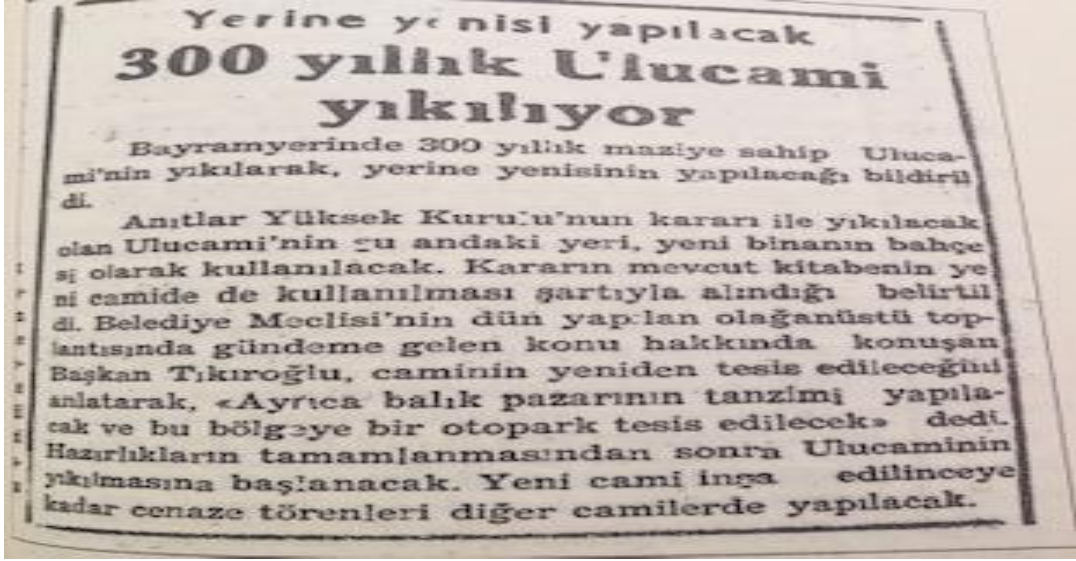 Yerine yenisi yapılacak
300 yıllık Ulucami
yıkılıyor
Bayramyerinde 300 yıllık maziye sahip Uluca-
mi'nin yıkılarak, yerine yenisinin yapılacağı bildiril
di.
Anıtlar Yüksek Kurulu'nun kararı ile yıkılacak
olan Ulucami'nin şu andaki yeri, yeni binanın bahçe
si olarak kullanılacak. Kararın mevcut kitabenin ye
ni camide de kullanılması şartıyla alındığı belirtil
di. Belediye Meclisi'nin dün yapılan olağanüstü top-
lantısında gündeme gelen konu hakkında konuşan
Başkan Tıkıroğlu, caminin yeniden tesis edileceğini
anlatarak, «Ayrıca balık pazarının tanzimi yapıla-
cak ve bu bölgeye bir otopark tesis edilecek» dedi.
Hazırlıkların tamamlanmasından sonra Ulucaminin
yıkılmasına başlanacak. Yeni cami inşa edilinceye
kadar cenaze törenleri diğer camilerde yapılacak.